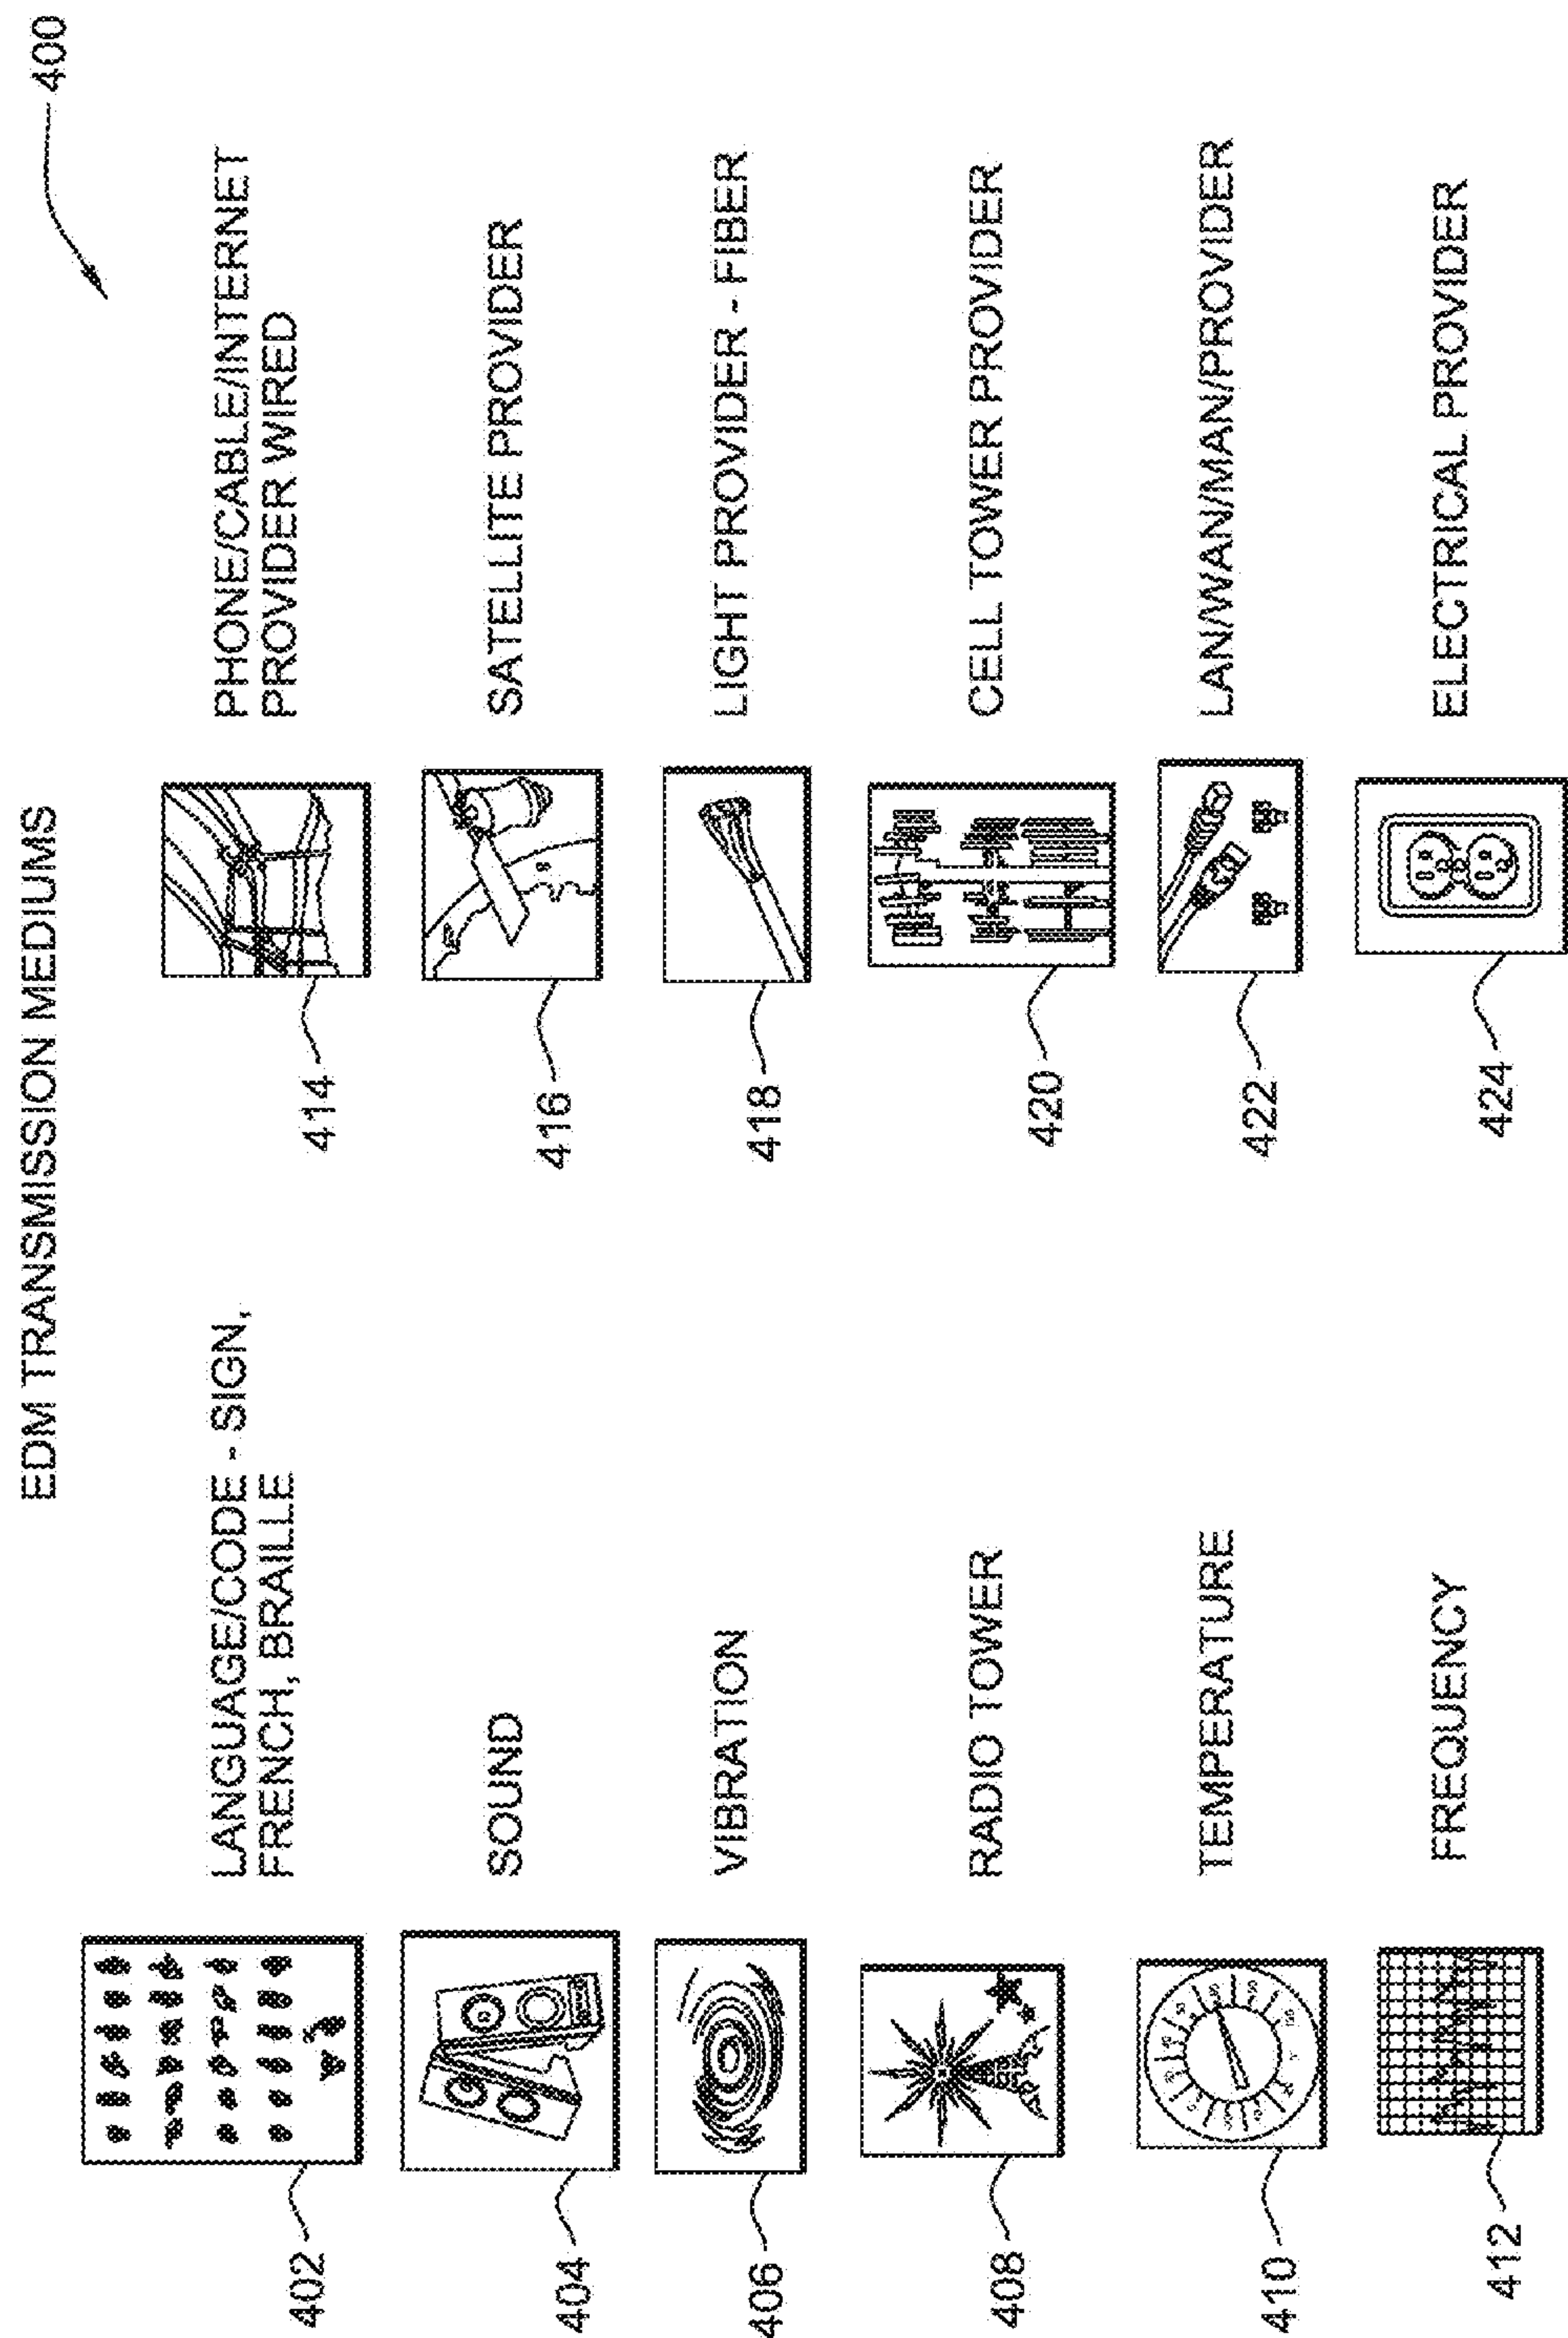 EDM TRANSMISSION MEDIUMS
400
402
LANGUAGE/CODE - SIGN,
FRENCH, BRAILLE
414
PHONE/CABLE/INTERNET
PROVIDER WIRED
404
SOUND
416
SATELLITE PROVIDER
406
VIBRATION
418
LIGHT PROVIDER - FIBER
408
RADIO TOWER
420
CELL TOWER PROVIDER
410
TEMPERATURE
422
LAN/WAN/MAN/PROVIDER
412
FREQUENCY
424
ELECTRICAL PROVIDER